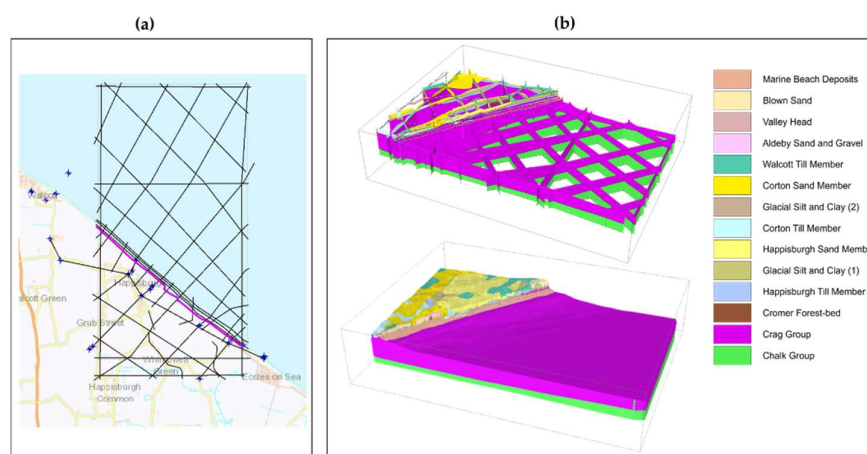 (a)
(b)
Walcott
Happisburgh
alcott Green
Grub Street
Green
Eccles on Sea
Happisburgh
Common
Marine Beach Deposits
Blown Sand
Valley Head
Aldeby Sand and Gravel
Walcott Till Member
Corton Sand Member
Glacial Silt and Clay (2)
Corton Till Member
Happisburgh Sand Memb
Glacial Silt and Clay (1)
Happisburgh Till Member
Cromer Forest-bed
Crag Group
Chalk Group